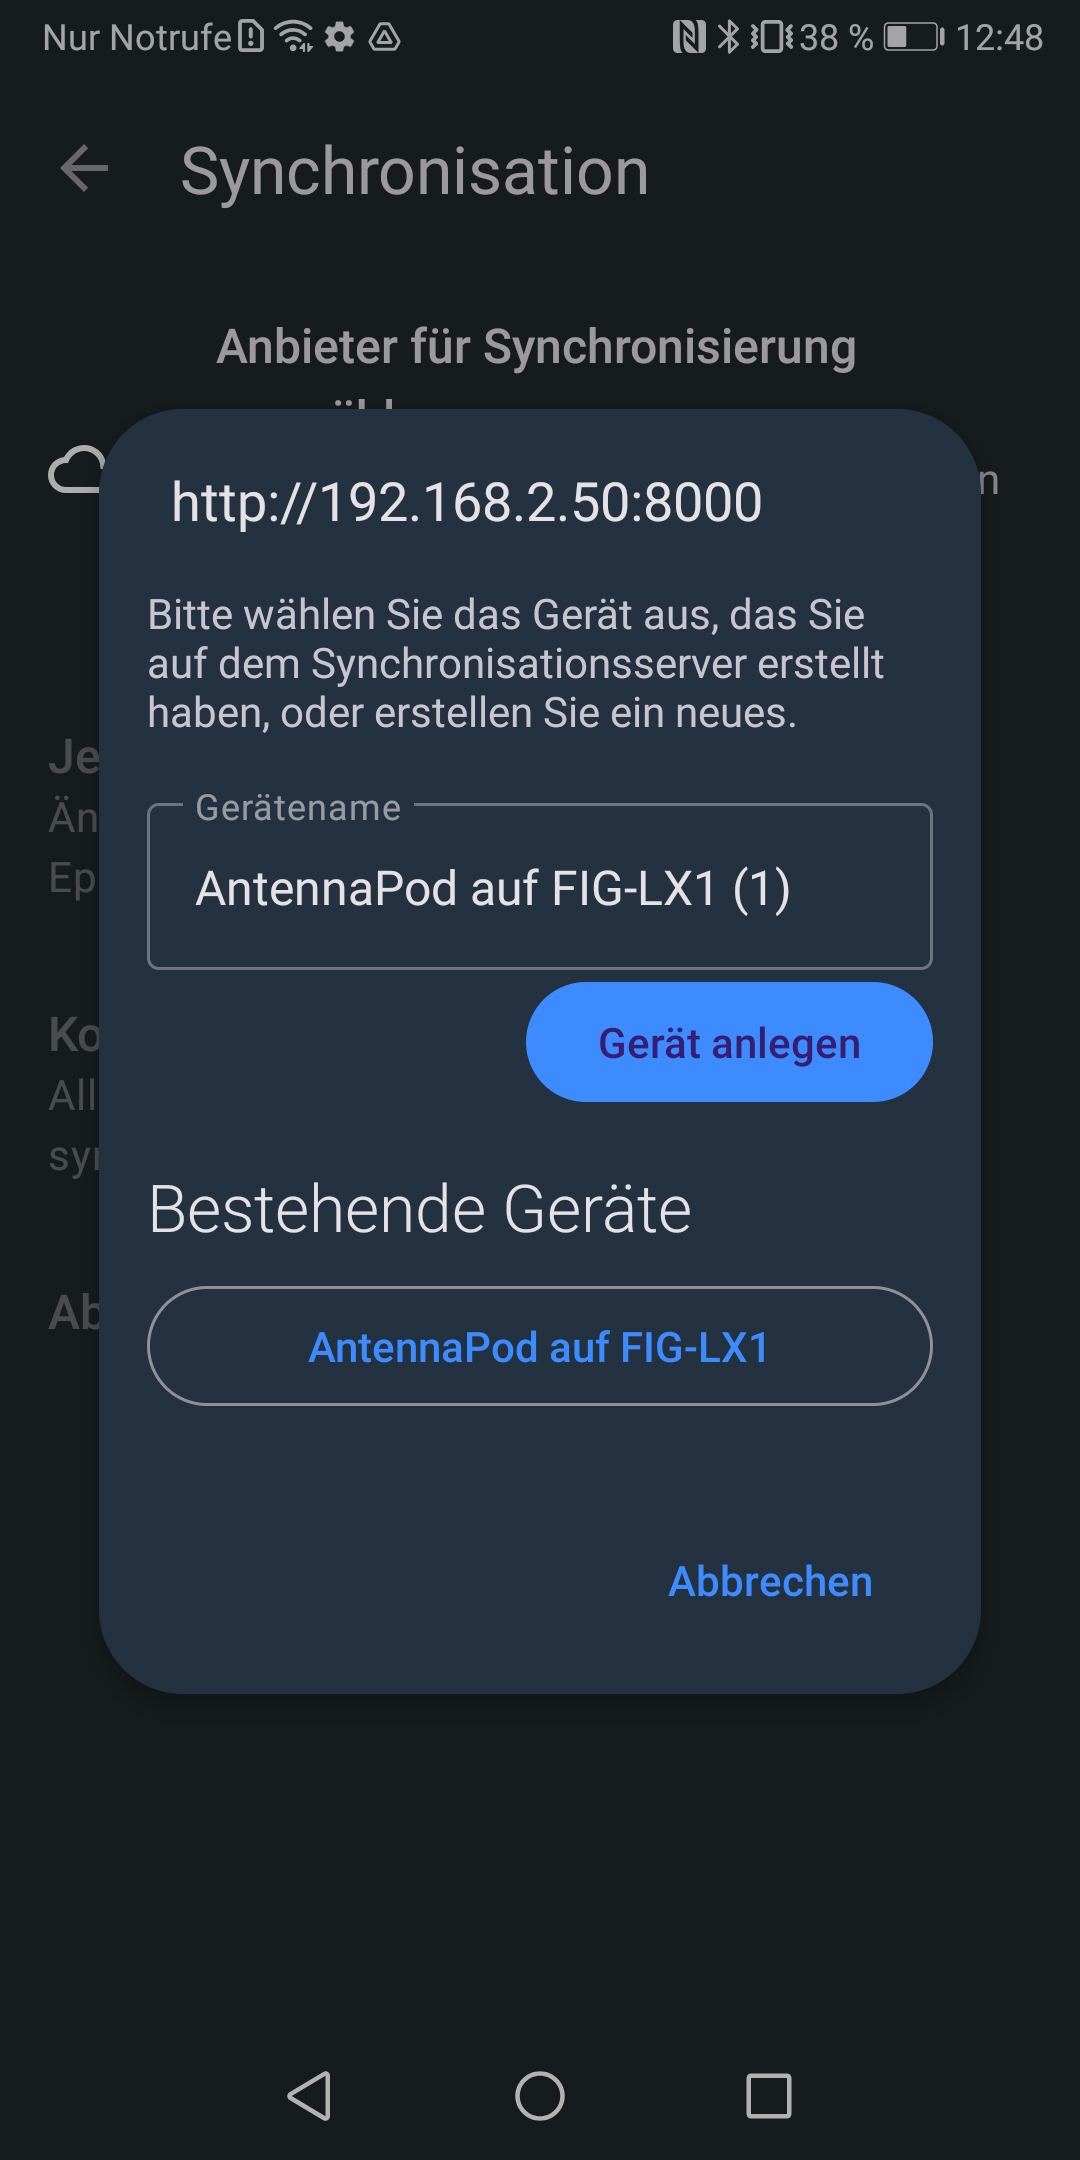 Nur Notrufe 38 % 12:48
Synchronisation
Anbieter für Synchronisierung
http://192.168.2.50:8000
Bitte wählen Sie das Gerät aus, das Sie
auf dem Synchronisationsserver erstellt
haben, oder erstellen Sie ein neues.
Gerätename
AntennaPod auf FIG-LX1 (1)
Gerät anlegen
Bestehende Geräte
AntennaPod auf FIG-LX1
Abbrechen